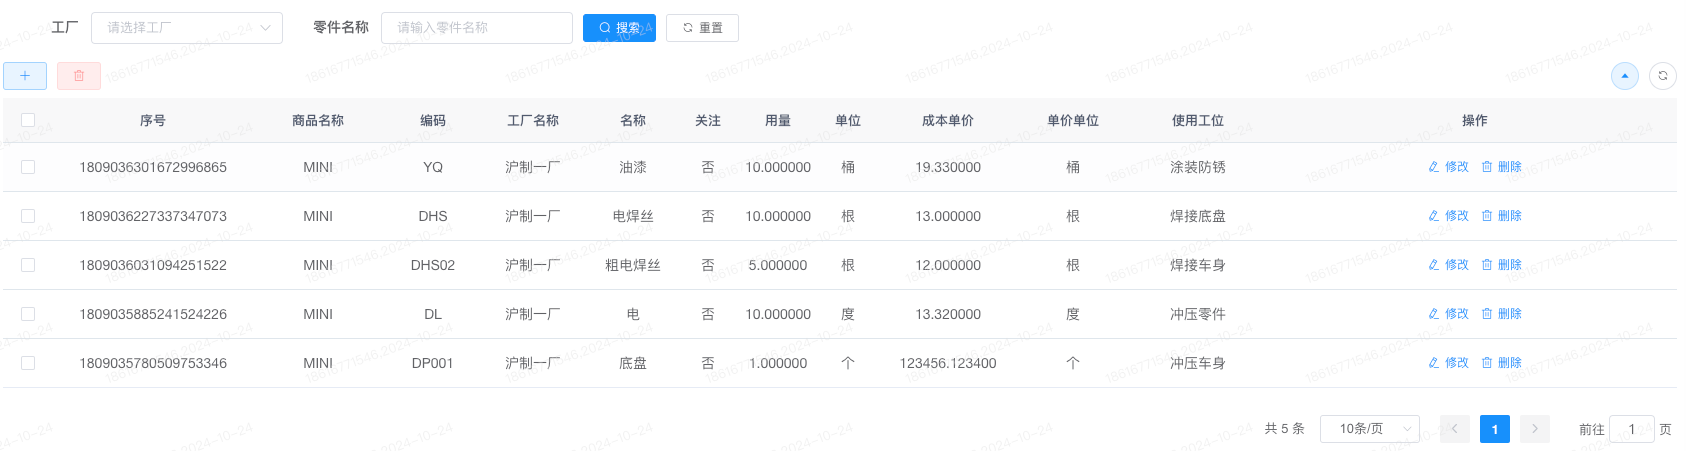 工厂 请选择工厂 零件名称 请输入零件名称 搜索 重置
序号 商品名称 编码 工厂名称 名称 关注 用量 单位 成本单价 单价单位 使用工位 操作
1809036301672996865 MINI YQ 沪制一厂 油漆 否 10.000000 桶 19.330000 桶 涂装防锈 修改 删除
1809036227337347073 MINI DHS 沪制一厂 电焊丝 否 10.000000 根 13.000000 根 焊接底盘 修改 删除
1809036031094251522 MINI DHS02 沪制一厂 粗电焊丝 否 5.000000 根 12.000000 根 焊接车身 修改 删除
1809035885241524226 MINI DL 沪制一厂 电 否 10.000000 度 13.320000 度 冲压零件 修改 删除
1809035780509753346 MINI DP001 沪制一厂 底盘 否 1.000000 个 123456.123400 个 冲压车身 修改 删除
共 5 条 10条/页 1 前往 1 页
18616771546,2024-10-24